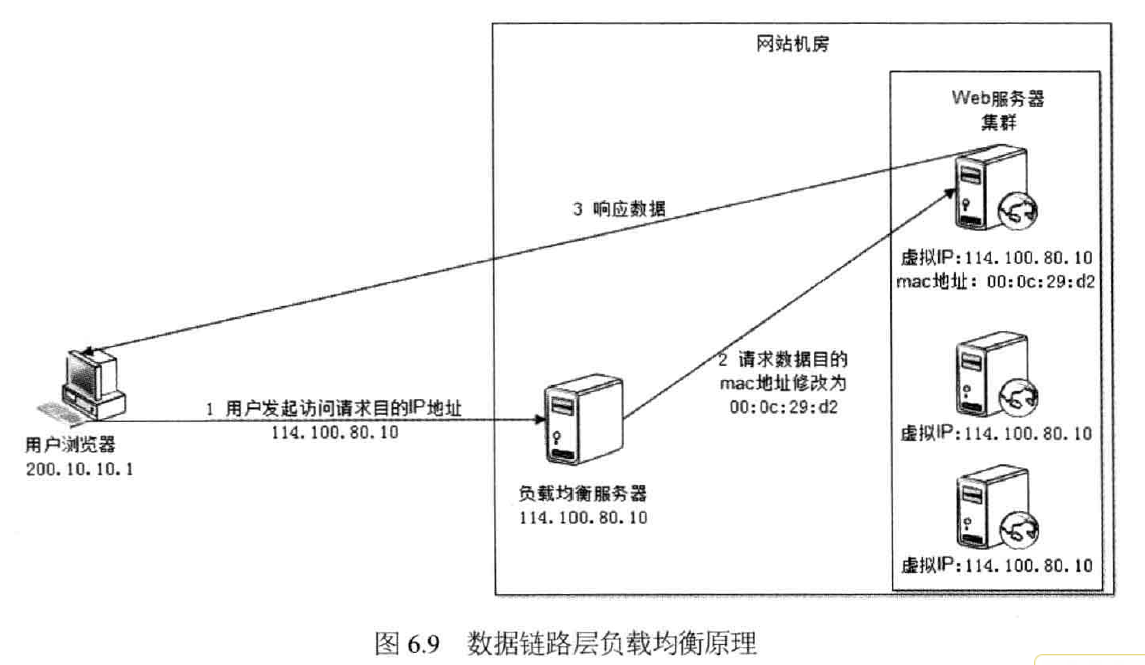 网站机房
Web服务器
集群
3 响应数据
虚拟IP:114.100.80.10
mac地址: 00:0c:29:d2
2 请求数据目的
mac地址修改为
00:0c:29:d2
1 用户发起访问请求目的IP地址
114.100.80.10
用户浏览器
200.10.10.1
负载均衡服务器
114.100.80.10
虚拟IP:114.100.80.10
虚拟IP:114.100.80.10
图 6.9 数据链路层负载均衡原理